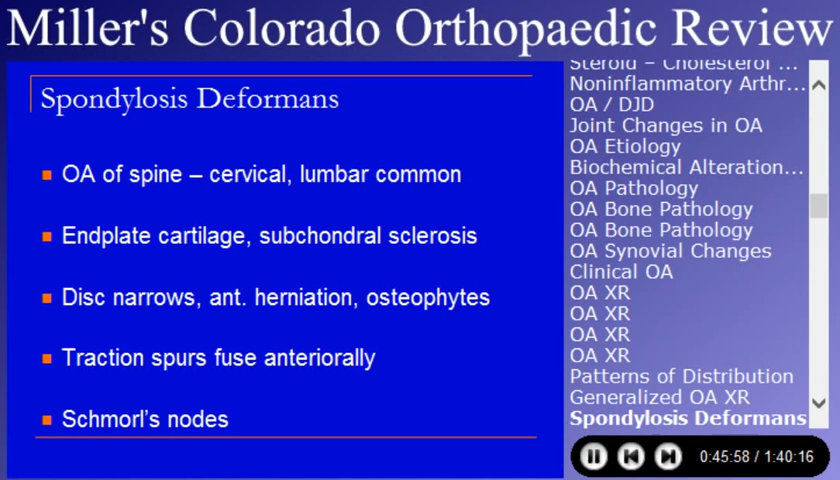 Miller's Colorado Orthopaedic Review
Spondylosis Deformans
OA of spine – cervical, lumbar common
Endplate cartilage, subchondral sclerosis
Disc narrows, ant. herniation, osteophytes
Traction spurs fuse anteriorally
Schmorl's nodes
Steroid – Cholesterol ...
Noninflammatory Arthr...
OA / DJD
Joint Changes in OA
OA Etiology
Biochemical Alteration...
OA Pathology
OA Bone Pathology
OA Bone Pathology
OA Synovial Changes
Clinical OA
OA XR
OA XR
OA XR
OA XR
Patterns of Distribution
Generalized OA XR
Spondylosis Deformans
0:45:58 / 1:40:16